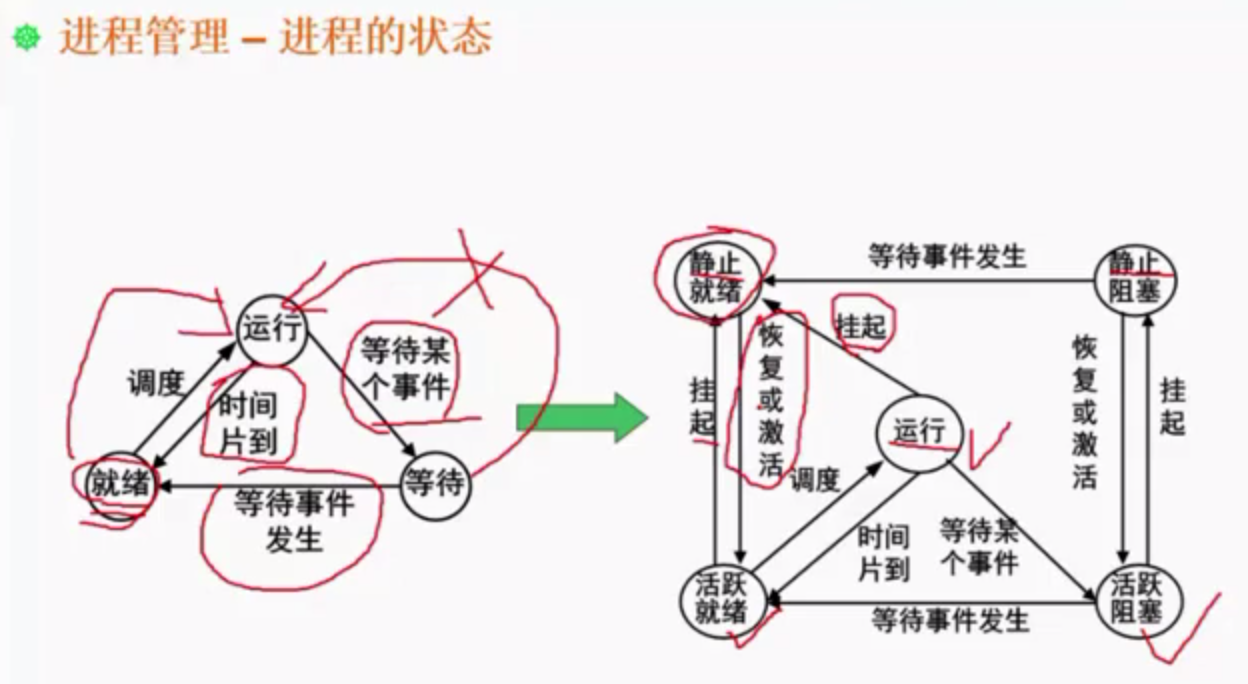 进程管理 – 进程的状态
运行
调度
时间
片到
等待某
个事件
就绪
等待
等待事件
发生
静止
就绪
等待事件发生
静止
阻塞
挂起
挂
起
恢
复
或
激
活
恢
复
或
激
活
挂
起
运行
调度
时间
片到
等待某
个事件
活跃
就绪
等待事件发生
活跃
阻塞